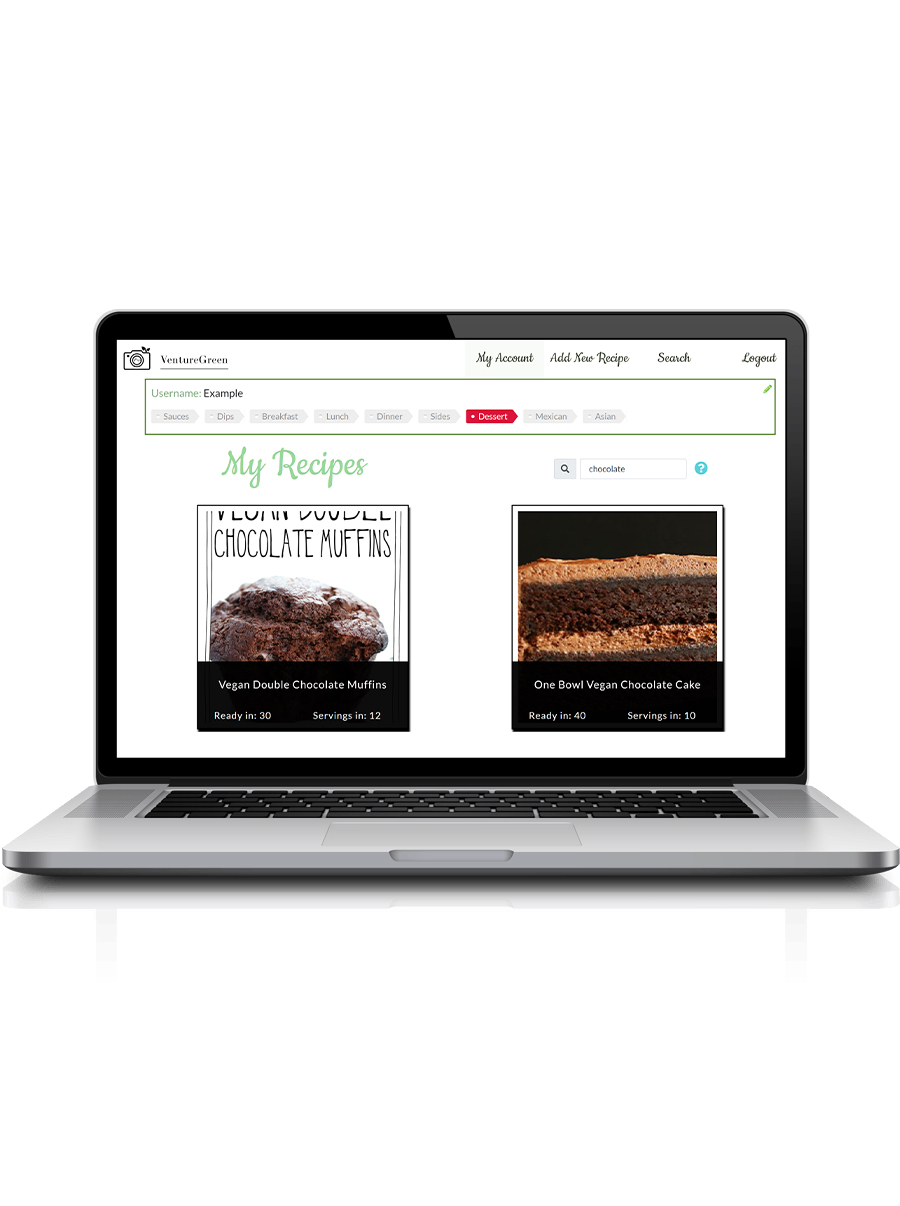 VentureGreen
My Account Add New Recipe Search Logout
Username: Example
Sauces Dips Breakfast Lunch Dinner Sides Dessert Mexican Asian
My Recipes
chocolate ?
VEGAN DOUBLE
CHOCOLATE MUFFINS
Vegan Double Chocolate Muffins
Ready in: 30 Servings in: 12
One Bowl Vegan Chocolate Cake
Ready in: 40 Servings in: 10